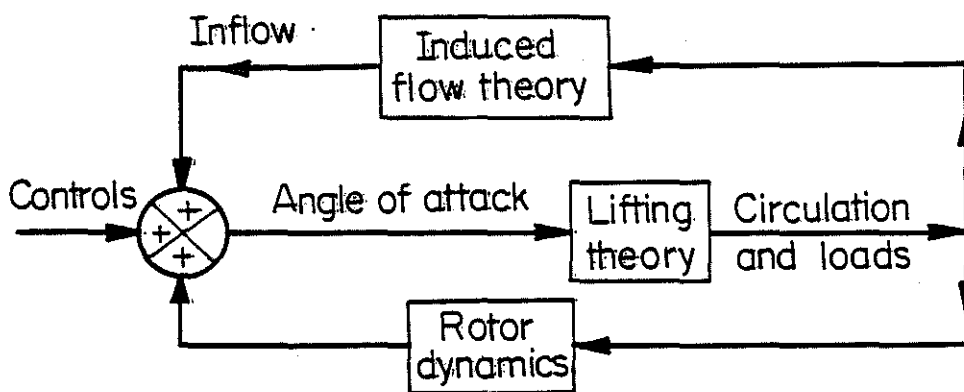 Inflow
Induced
flow theory
Controls
+
+
+
Angle of attack
Lifting
theory
Circulation
and loads
Rotor
dynamics